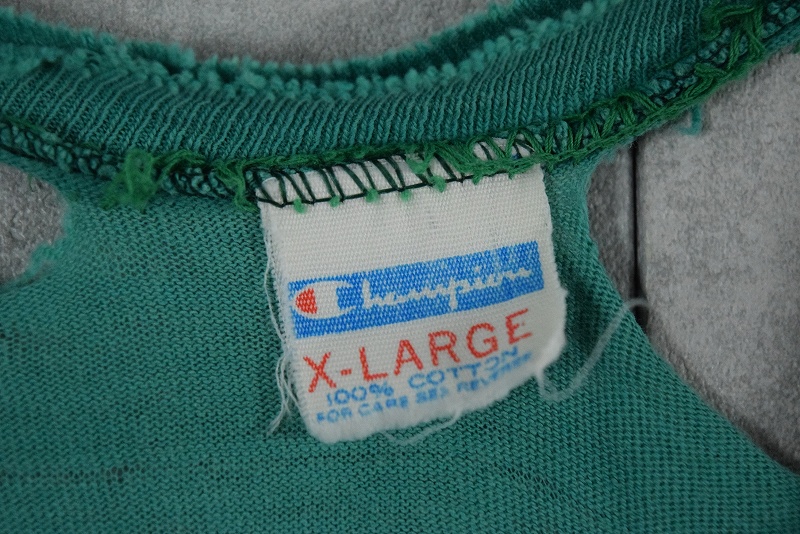 Champion
X-LARGE
100% COTTON
FOR CARE SEE REVERSE